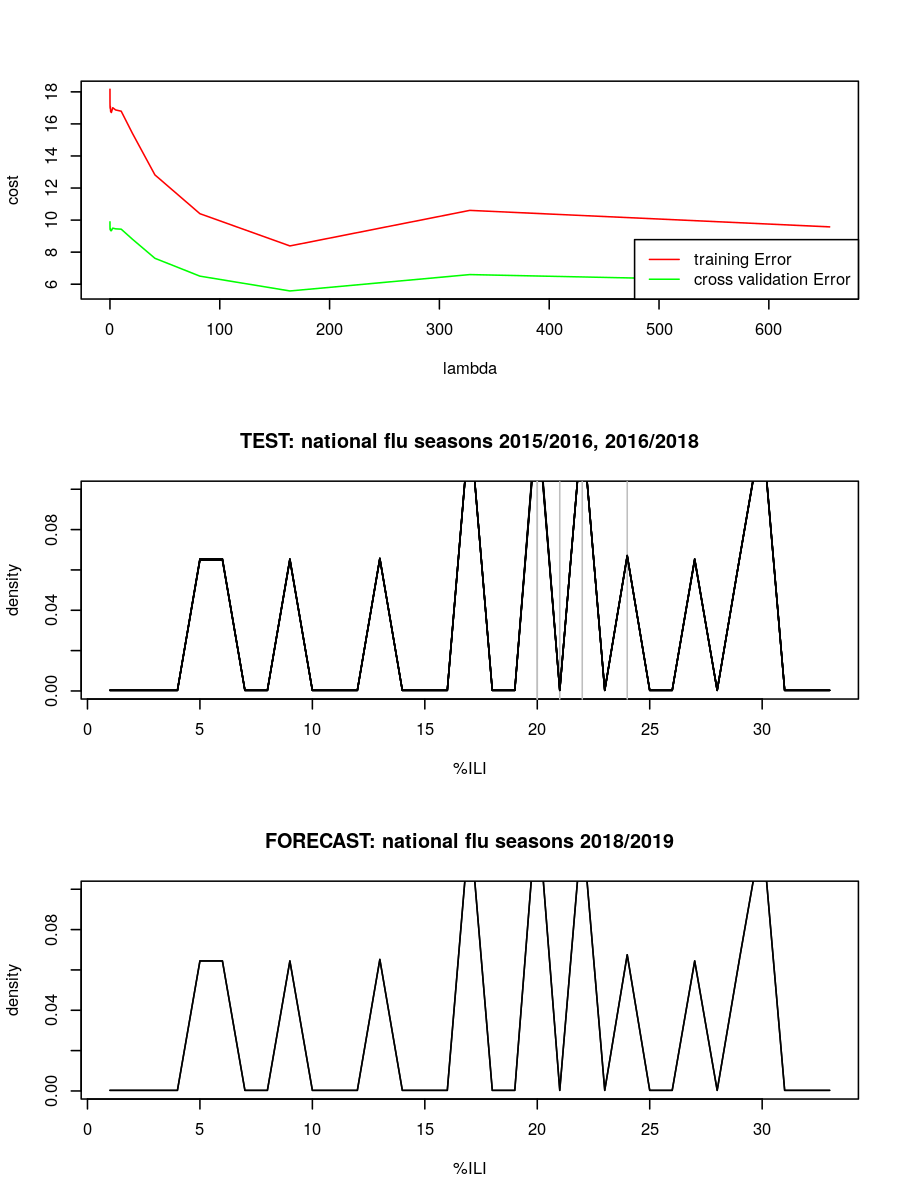 18
16
14
12
10
8
6
cost
training Error
cross validation Error
0 100 200 300 400 500 600
lambda
TEST: national flu seasons 2015/2016, 2016/2018
0.08
0.04
0.00
density
0 5 10 15 20 25 30
%ILI
FORECAST: national flu seasons 2018/2019
0.08
0.04
0.00
density
0 5 10 15 20 25 30
%ILI